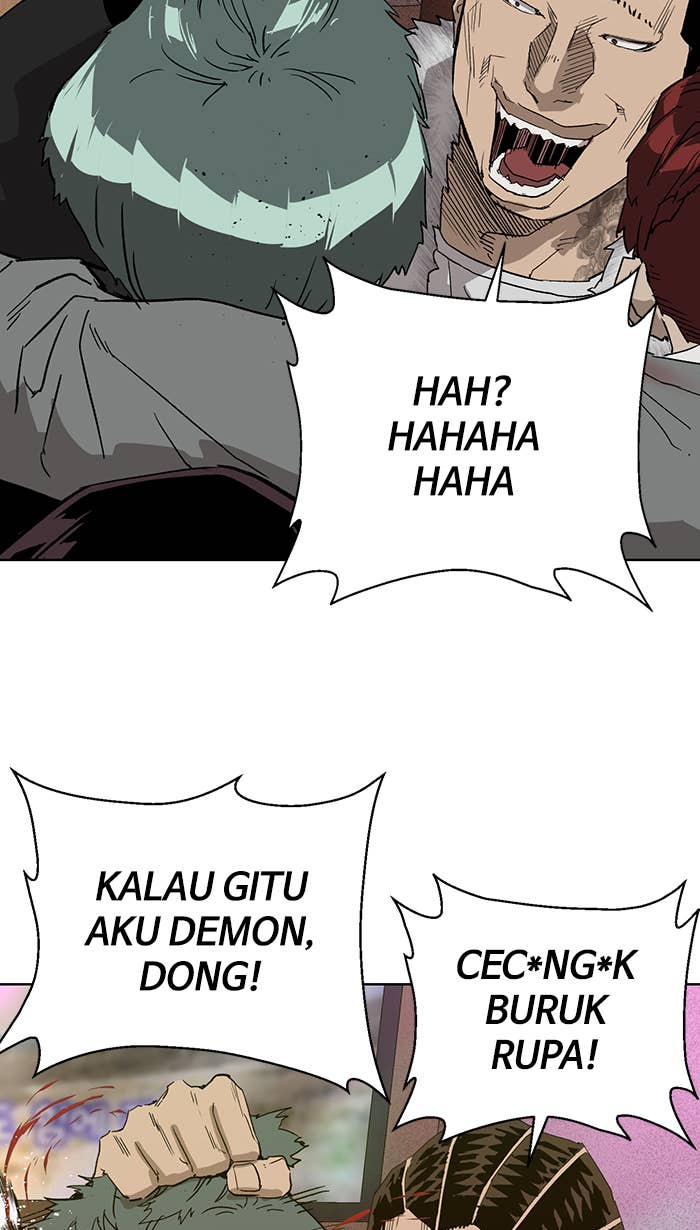 HAH?
HAHAHA
HAHA
KALAU GITU
AKU DEMON,
DONG!
CEC*NG*K
BURUK
RUPA!